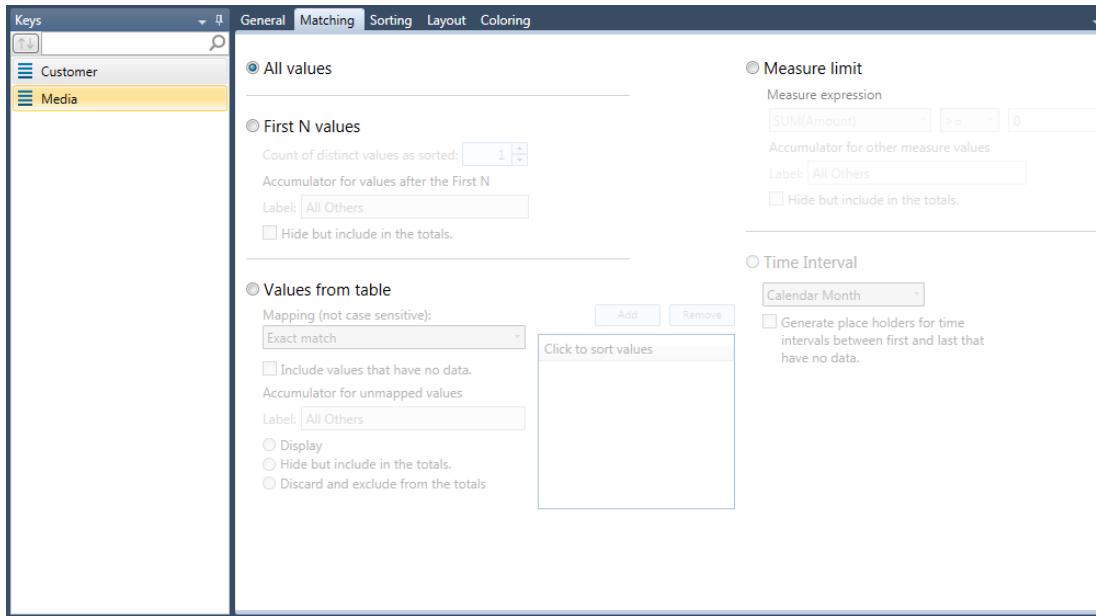 Keys
Customer
Media
General Matching Sorting Layout Coloring
All values
First N values
Count of distinct values as sorted: 1
Accumulator for values after the First N
Label: All Others
Hide but include in the totals.
Values from table
Mapping (not case sensitive):
Exact match
Include values that have no data.
Accumulator for unmapped values
Label: All Others
Display
Hide but include in the totals.
Discard and exclude from the totals
Add Remove
Click to sort values
Measure limit
Measure expression
SUM(Amount) >= 0
Accumulator for other measure values
Label: All Others
Hide but include in the totals.
Time Interval
Calendar Month
Generate place holders for time
intervals between first and last that
have no data.